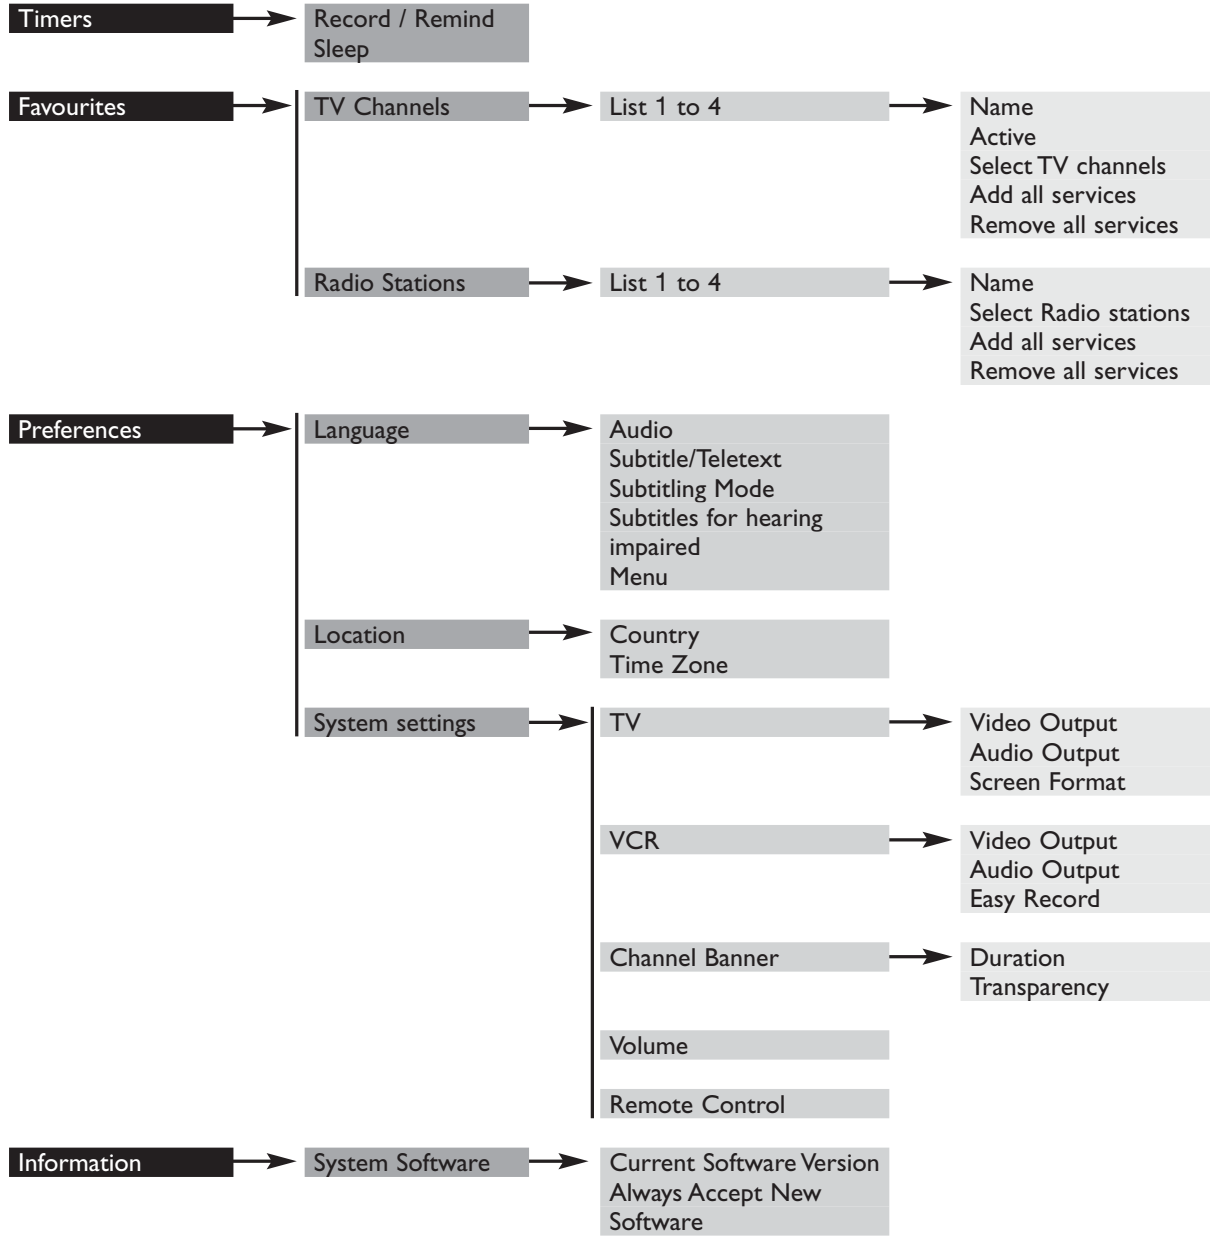 Timers
Record / Remind
Sleep
Favourites
TV Channels
List 1 to 4
Name
Active
Select TV channels
Add all services
Remove all services
Radio Stations
List 1 to 4
Name
Select Radio stations
Add all services
Remove all services
Preferences
Language
Audio
Subtitle/Teletext
Subtitling Mode
Subtitles for hearing
impaired
Menu
Location
Country
Time Zone
System settings
TV
Video Output
Audio Output
Screen Format
VCR
Video Output
Audio Output
Easy Record
Channel Banner
Duration
Transparency
Volume
Remote Control
Information
System Software
Current Software Version
Always Accept New
Software